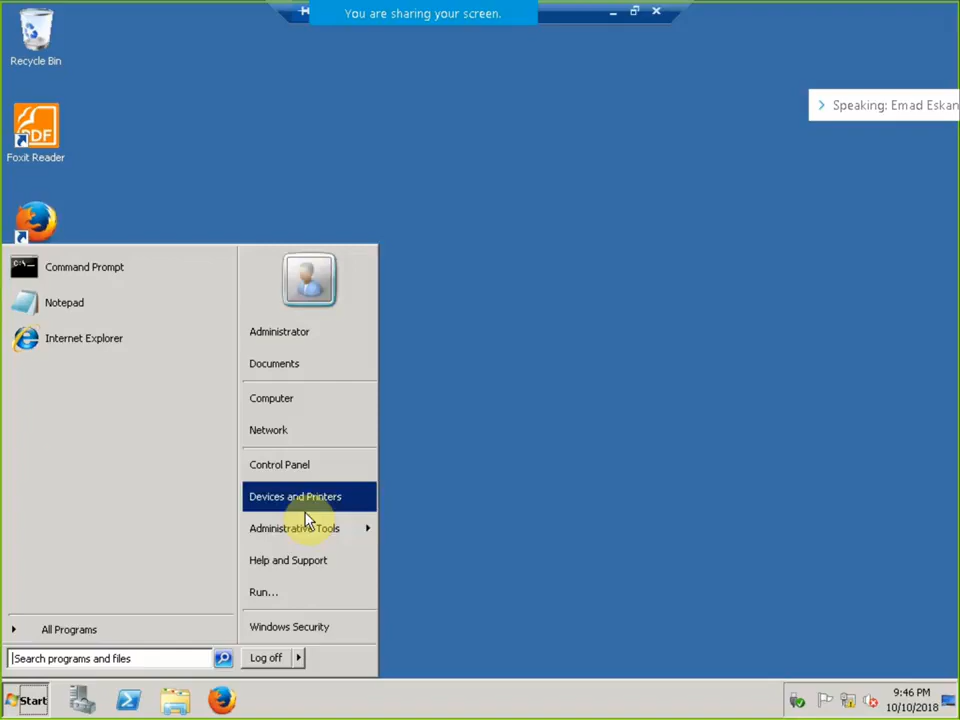 You are sharing your screen.
Recycle Bin
Speaking: Emad Eskan
PDF
Foxit Reader
Command Prompt
Notepad
Internet Explorer
Administrator
Documents
Computer
Network
Control Panel
Devices and Printers
Administrative Tools
Help and Support
Run...
Windows Security
All Programs
Search programs and files
Log off
Start
9:46 PM
10/10/2018